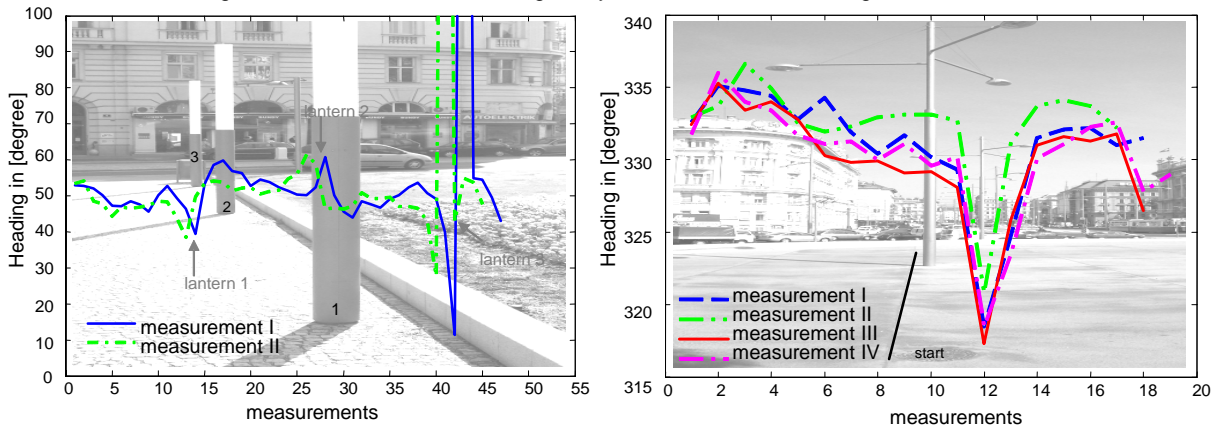 100
90
80
70
60
50
40
30
20
10
0
Heading in [degree]
0 5 10 15 20 25 30 35 40 45 50 55
measurements
lantern 2
AUTOELEKTRIK
3
2
lantern 1
lantern 3
1
measurement I
measurement II
340
335
330
325
320
315
Heading in [degree]
0 2 4 6 8 10 12 14 16 18 20
measurements
measurement I
measurement II
measurement III
measurement IV
start